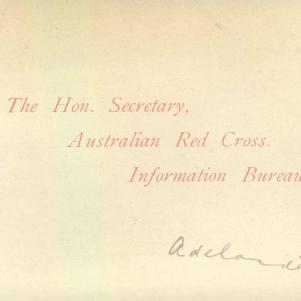 The Hon. Secretary,
Australian Red Cross.
Information Bureau
Adelaide